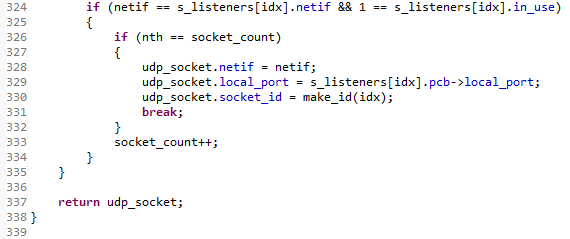 324         if (netif == s_listeners[idx].netif && 1 == s_listeners[idx].in_use)
325         {
326             if (nth == socket_count)
327             {
328                 udp_socket.netif = netif;
329                 udp_socket.local_port = s_listeners[idx].pcb->local_port;
330                 udp_socket.socket_id = make_id(idx);
331                 break;
332             }
333             socket_count++;
334         }
335     }
336
337     return udp_socket;
338 }
339